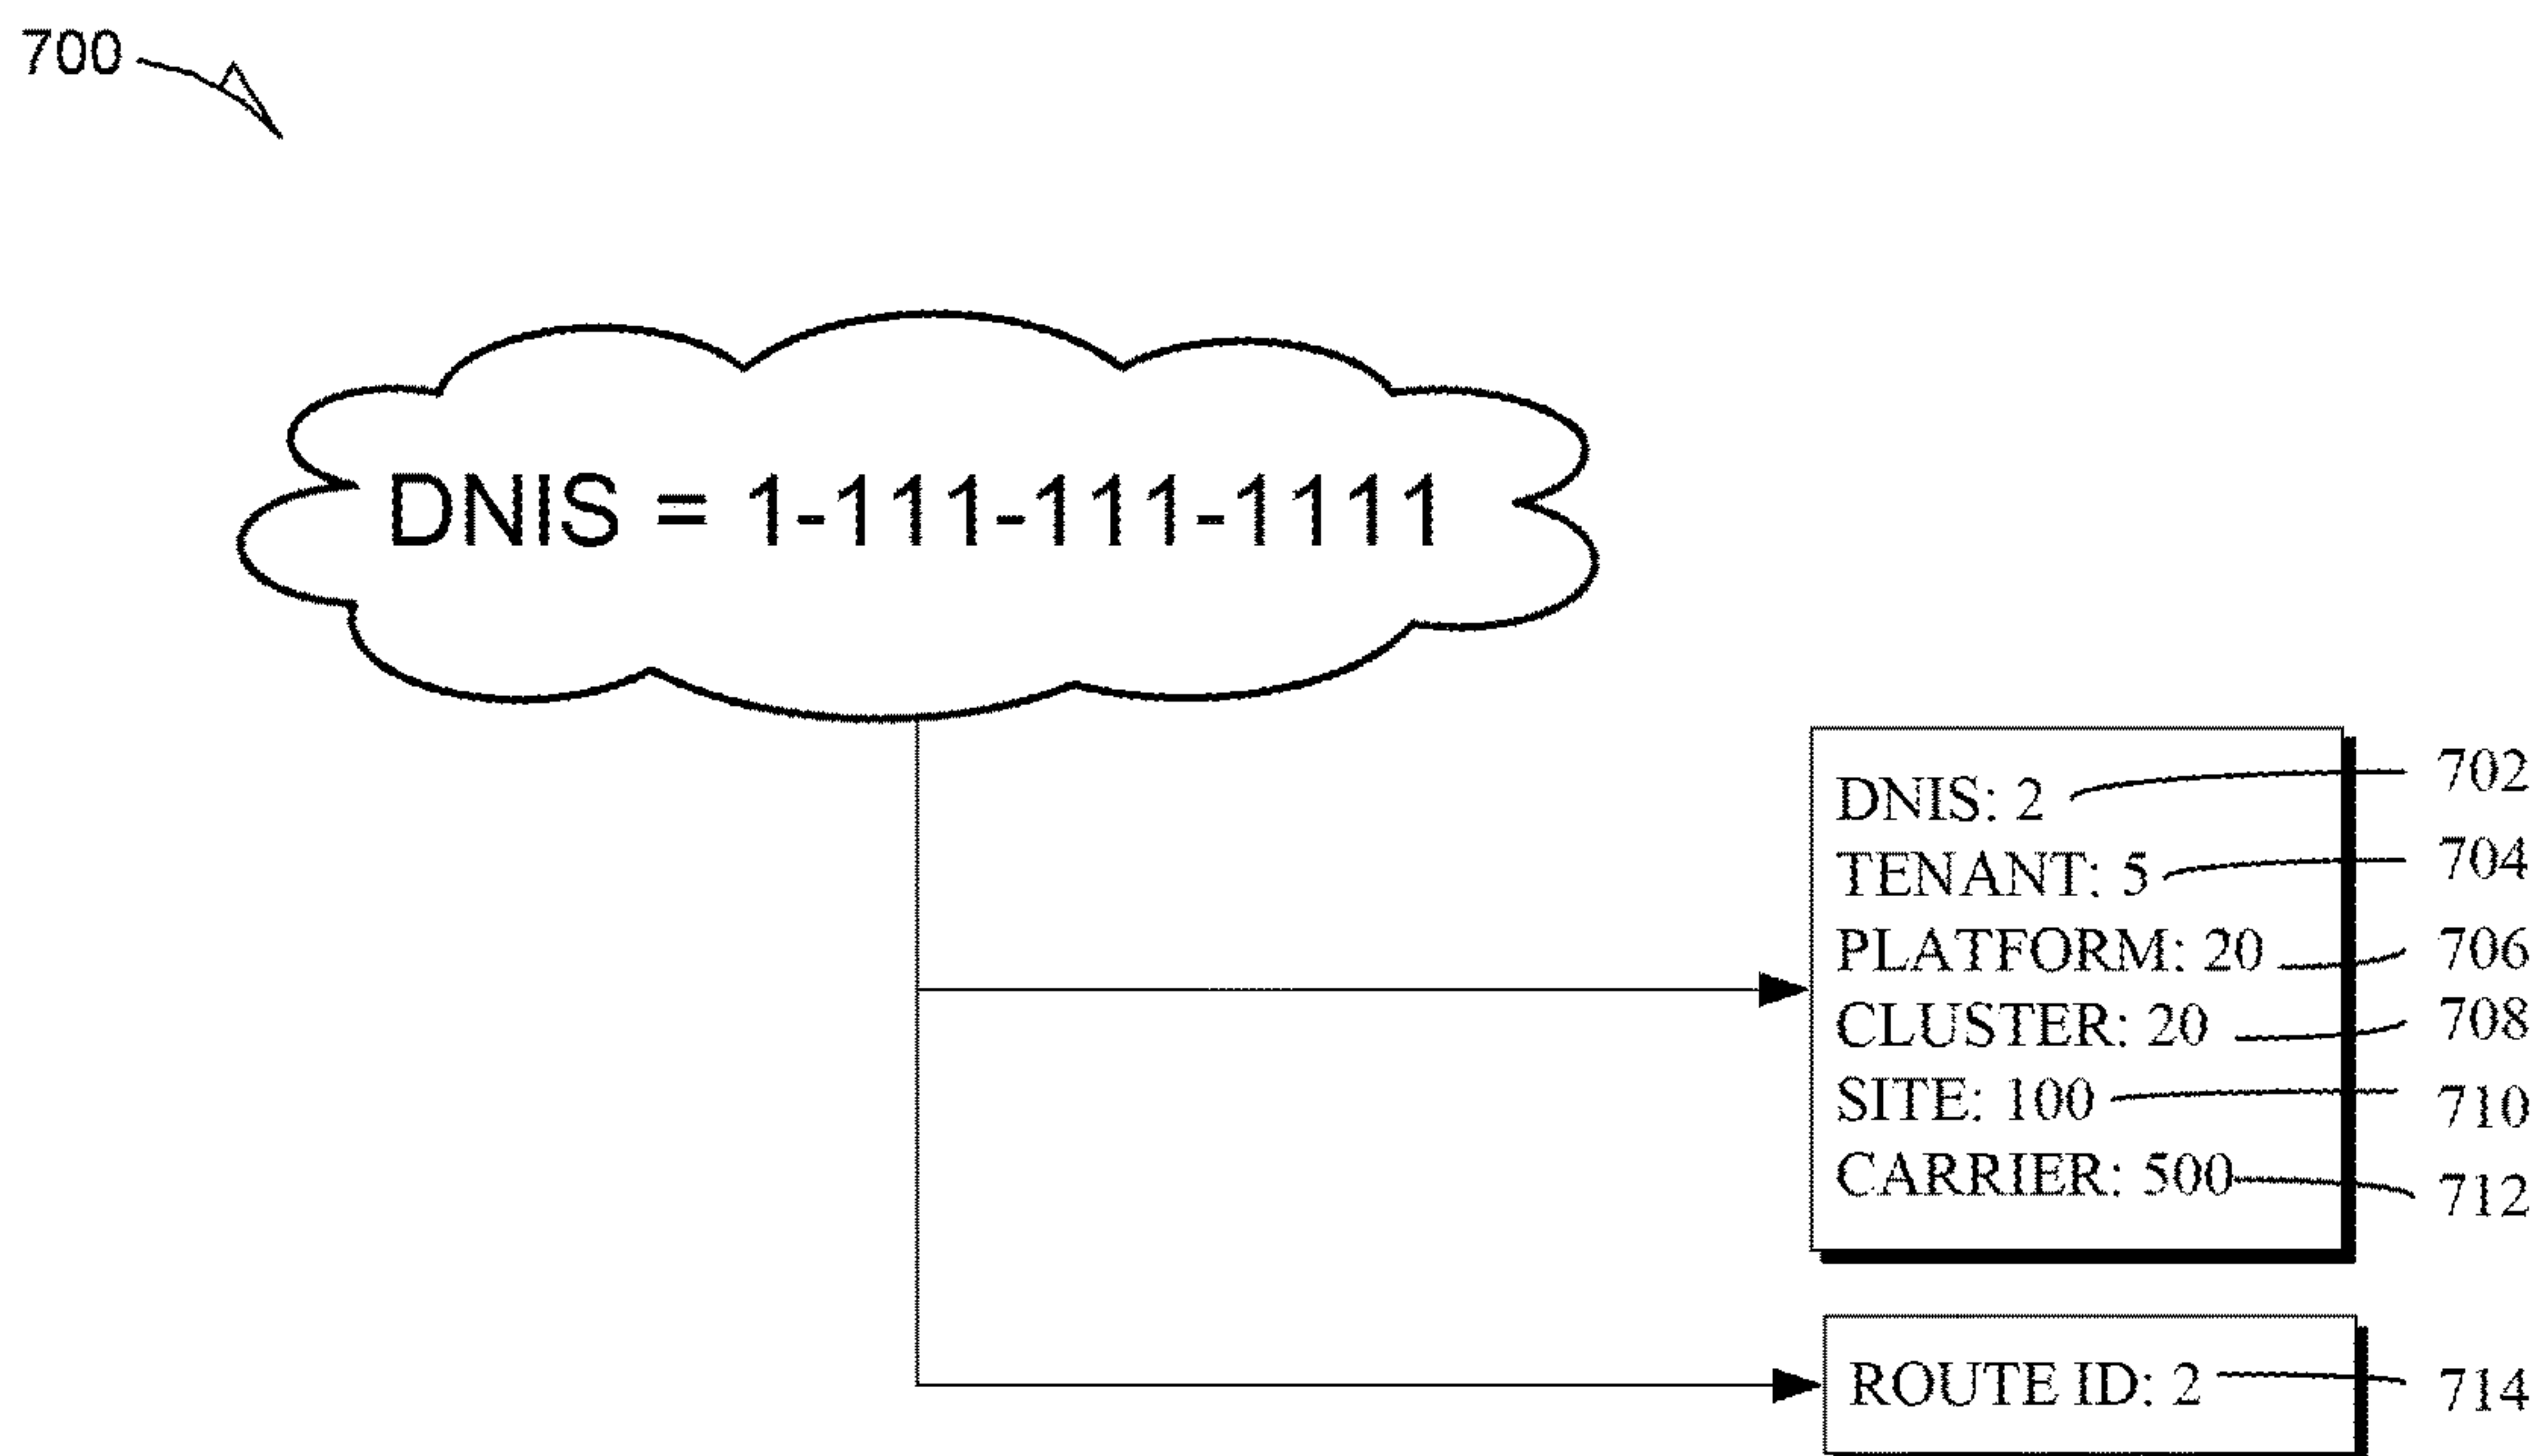 700
DNIS = 1-111-111-1111
DNIS: 2 702
TENANT: 5 704
PLATFORM: 20 706
CLUSTER: 20 708
SITE: 100 710
CARRIER: 500 712
ROUTE ID: 2 714